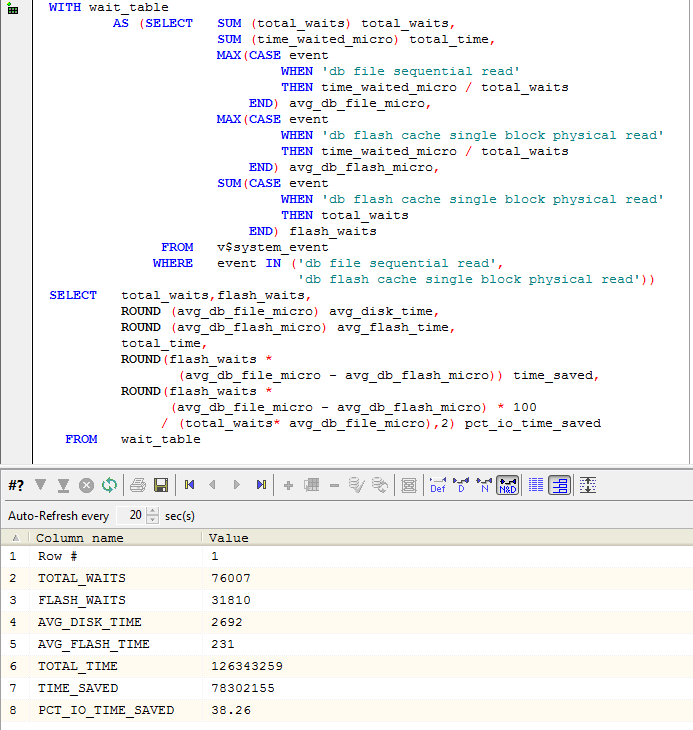 WITH wait_table
AS (SELECT SUM (total_waits) total_waits,
SUM (time_waited_micro) total_time,
MAX(CASE event
WHEN 'db file sequential read'
THEN time_waited_micro / total_waits
END) avg_db_file_micro,
MAX(CASE event
WHEN 'db flash cache single block physical read'
THEN time_waited_micro / total_waits
END) avg_db_flash_micro,
SUM(CASE event
WHEN 'db flash cache single block physical read'
THEN total_waits
END) flash_waits
FROM v$system_event
WHERE event IN ('db file sequential read',
'db flash cache single block physical read'))
SELECT total_waits,flash_waits,
ROUND (avg_db_file_micro) avg_disk_time,
ROUND (avg_db_flash_micro) avg_flash_time,
total_time,
ROUND(flash_waits *
(avg_db_file_micro - avg_db_flash_micro)) time_saved,
ROUND(flash_waits *
(avg_db_file_micro - avg_db_flash_micro) * 100
/ (total_waits* avg_db_file_micro),2) pct_io_time_saved
FROM wait_table
#? Def D N N&D
Auto-Refresh every 20 sec(s)
Column name Value
1 Row # 1
2 TOTAL_WAITS 76007
3 FLASH_WAITS 31810
4 AVG_DISK_TIME 2692
5 AVG_FLASH_TIME 231
6 TOTAL_TIME 126343259
7 TIME_SAVED 78302155
8 PCT_IO_TIME_SAVED 38.26